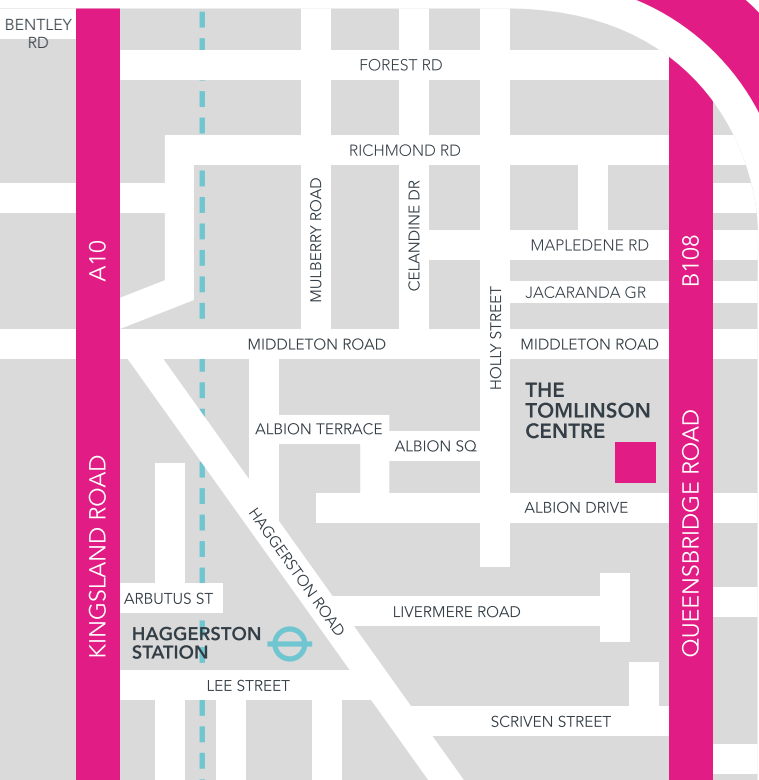 BENTLEY
RD
FOREST RD
RICHMOND RD
MULBERRY ROAD
CELANDINE DR
A10
MAPLEDENE RD
B108
JACARANDA GR
HOLLY STREET
MIDDLETON ROAD
MIDDLETON ROAD
THE
TOMLINSON
CENTRE
ALBION TERRACE
ALBION SQ
KINGSLAND ROAD
QUEENSBRIDGE ROAD
ALBION DRIVE
HAGGERSTON ROAD
ARBUTUS ST
LIVERMERE ROAD
HAGGERSTON
STATION
LEE STREET
SCRIVEN STREET